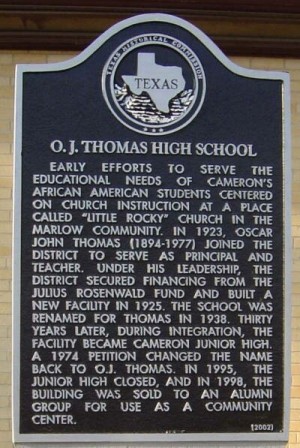 TEXAS HISTORICAL COMMISSION
TEXAS
O. J. THOMAS HIGH SCHOOL
EARLY EFFORTS TO SERVE THE
EDUCATIONAL NEEDS OF CAMERON'S
AFRICAN AMERICAN STUDENTS CENTERED
ON CHURCH INSTRUCTION AT A PLACE
CALLED "LITTLE ROCKY" CHURCH IN THE
MARLOW COMMUNITY. IN 1923, OSCAR
JOHN THOMAS (1894-1977) JOINED THE
DISTRICT TO SERVE AS PRINCIPAL AND
TEACHER. UNDER HIS LEADERSHIP, THE
DISTRICT SECURED FINANCING FROM THE
JULIUS ROSENWALD FUND AND BUILT A
NEW FACILITY IN 1925. THE SCHOOL WAS
RENAMED FOR THOMAS IN 1938. THIRTY
YEARS LATER, DURING INTEGRATION, THE
FACILITY BECAME CAMERON JUNIOR HIGH.
A 1974 PETITION CHANGED THE NAME
BACK TO O.J. THOMAS. IN 1995, THE
JUNIOR HIGH CLOSED, AND IN 1998, THE
BUILDING WAS SOLD TO AN ALUMNI
GROUP FOR USE AS A COMMUNITY
CENTER.
(2002)